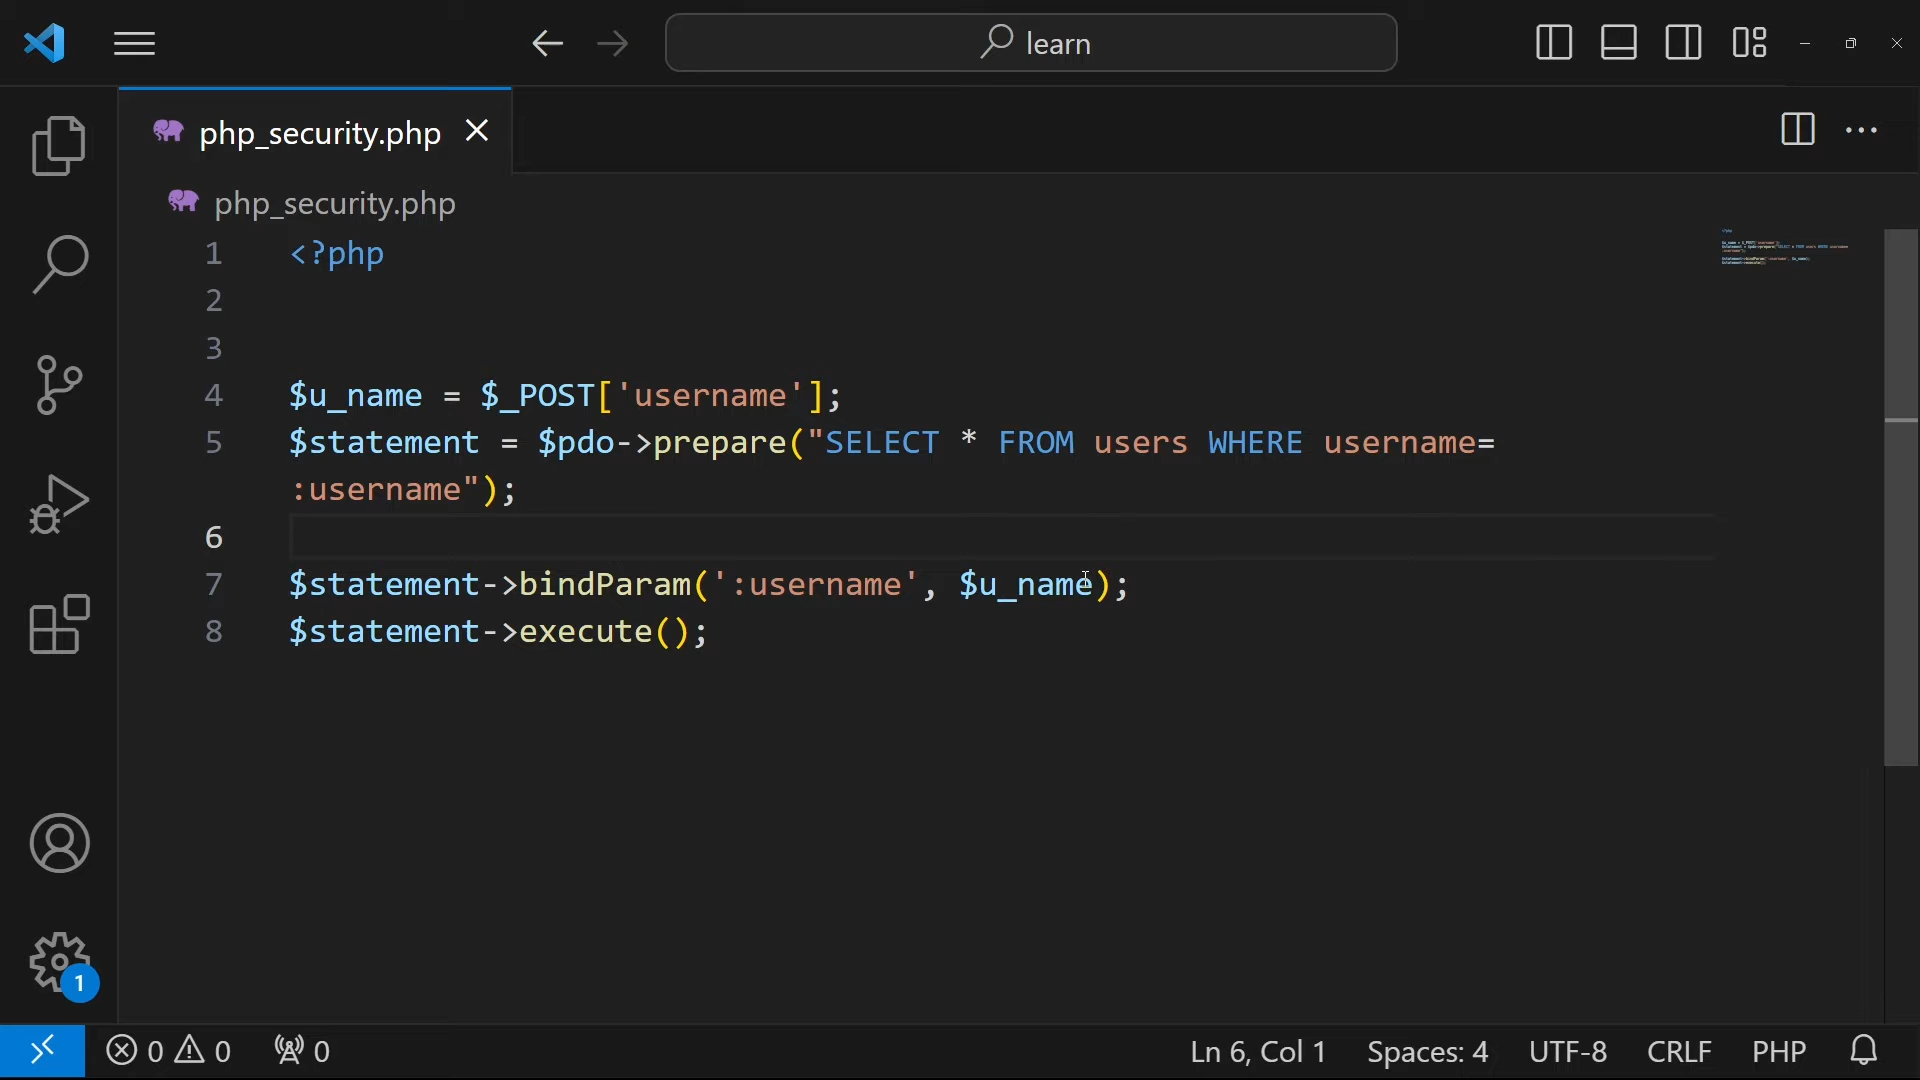 learn
php_security.php
php_security.php
1 <?php
2
3
4 $u_name = $_POST['username'];
5 $statement = $pdo->prepare("SELECT * FROM users WHERE username=
:username");
6
7 $statement->bindParam(':username', $u_name);
8 $statement->execute();
1
0 0 0 Ln 6, Col 1 Spaces: 4 UTF-8 CRLF PHP